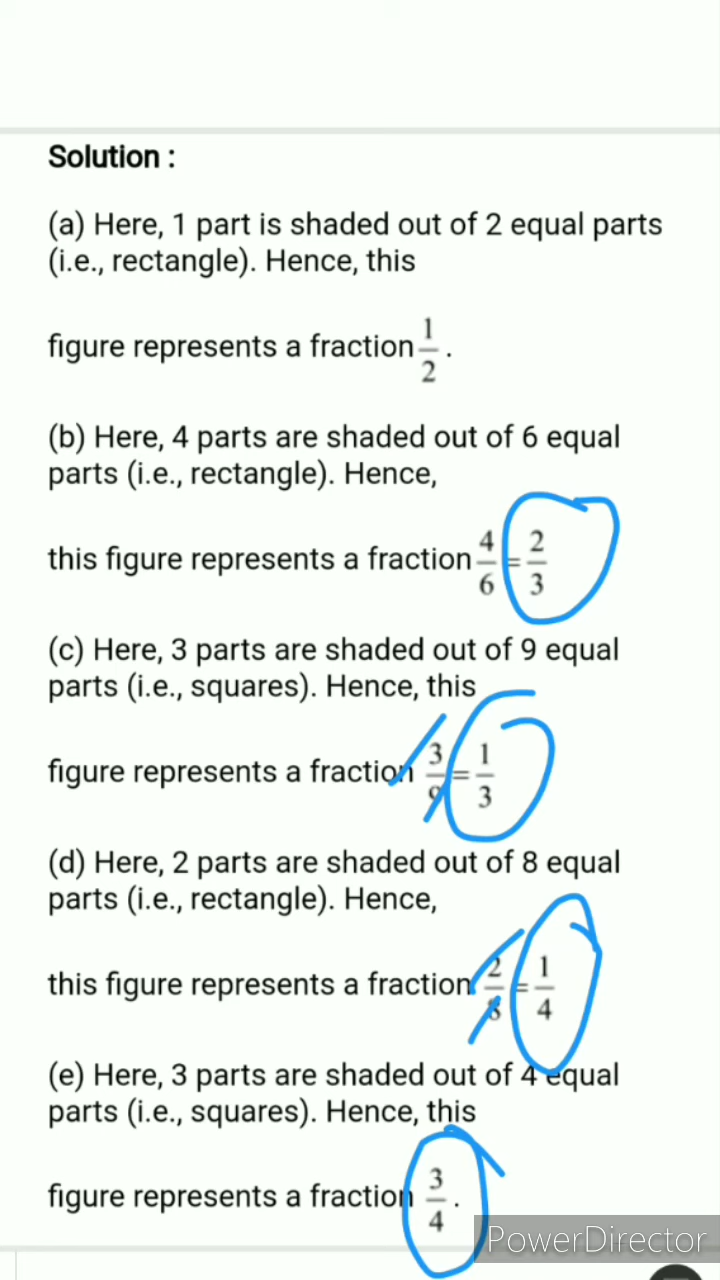 Solution :
(a) Here, 1 part is shaded out of 2 equal parts
(i.e., rectangle). Hence, this
figure represents a fraction 1/2 .
(b) Here, 4 parts are shaded out of 6 equal
parts (i.e., rectangle). Hence,
this figure represents a fraction 4/6 = 2/3
(c) Here, 3 parts are shaded out of 9 equal
parts (i.e., squares). Hence, this
figure represents a fraction 3/9 = 1/3
(d) Here, 2 parts are shaded out of 8 equal
parts (i.e., rectangle). Hence,
this figure represents a fraction 2/8 = 1/4
(e) Here, 3 parts are shaded out of 4 equal
parts (i.e., squares). Hence, this
figure represents a fraction 3/4 .
PowerDirector